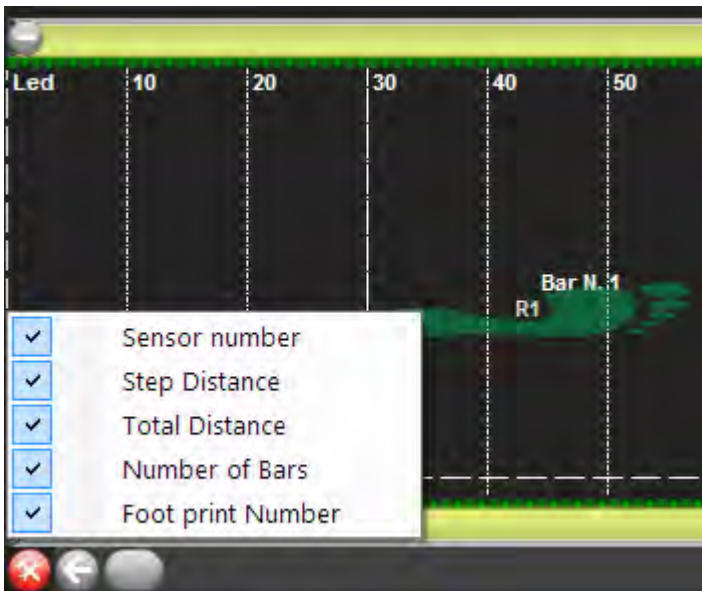 Led 10 20 30 40 50
Bar N. 1
R1
Sensor number
Step Distance
Total Distance
Number of Bars
Foot print Number